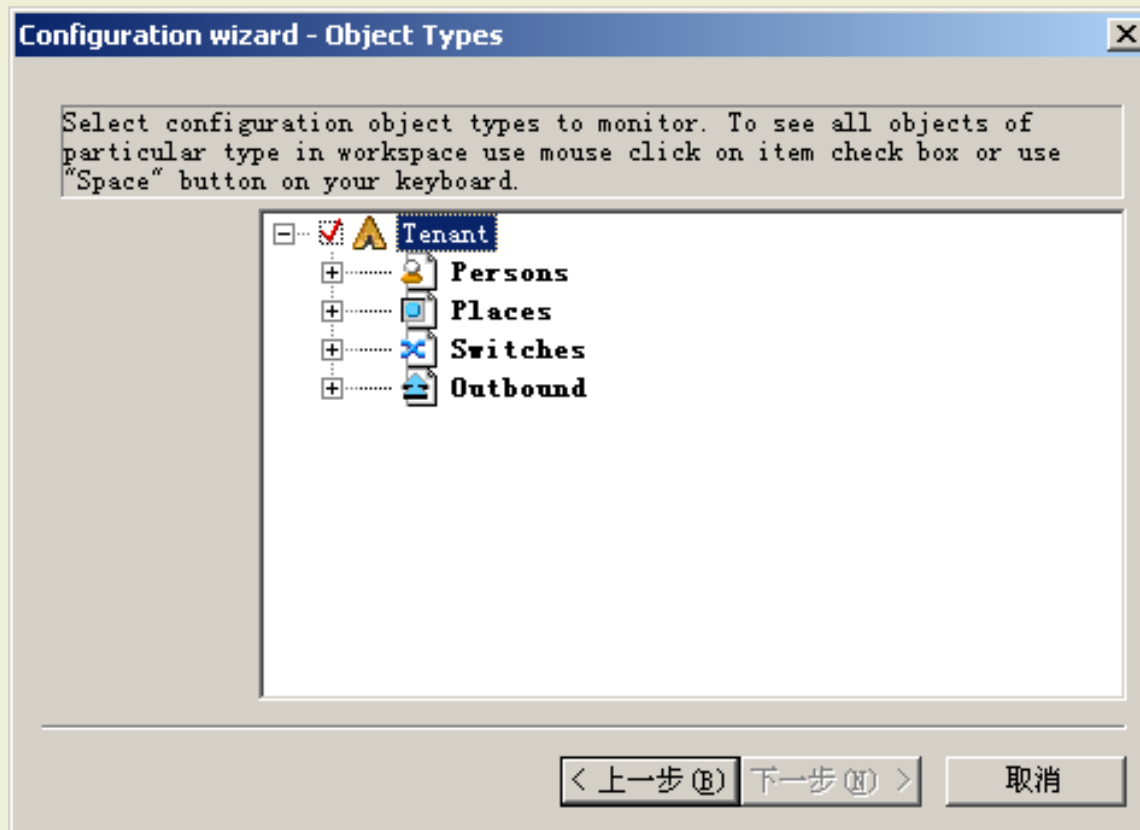 Configuration wizard - Object Types
Select configuration object types to monitor. To see all objects of
particular type in workspace use mouse click on item check box or use
"Space" button on your keyboard.
Tenant
Persons
Places
Switches
Outbound
< 上一步(B) 下一步(N) > 取消